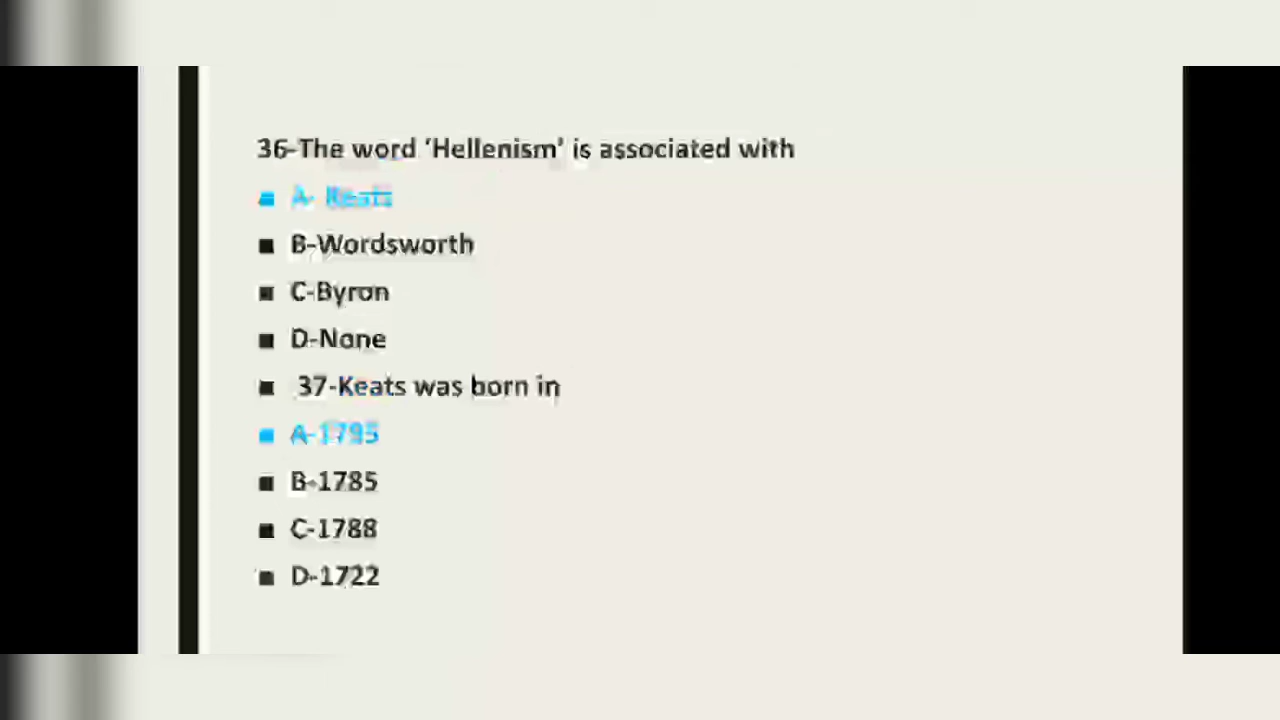 36-The word ‘Hellenism’ is associated with
A- Keats
B-Wordsworth
C-Byron
D-None
37-Keats was born in
A-1795
B-1785
C-1788
D-1722